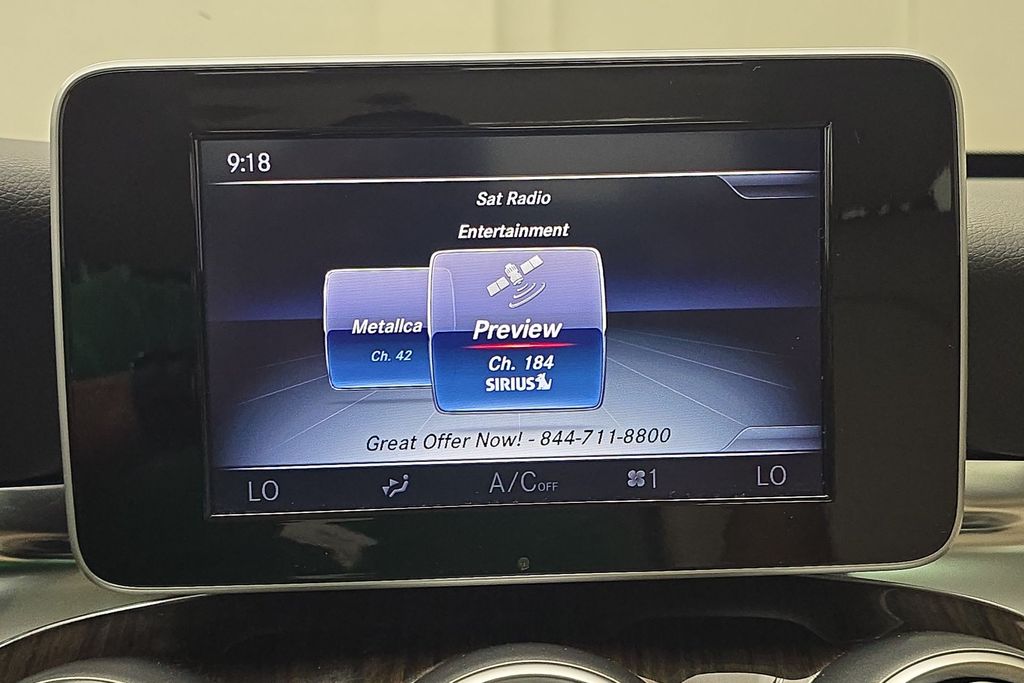 9:18
Sat Radio
Entertainment
Metallica
Ch. 42
Preview
Ch. 184
SIRIUS
Great Offer Now! - 844-711-8800
LO
A/C OFF
1
LO